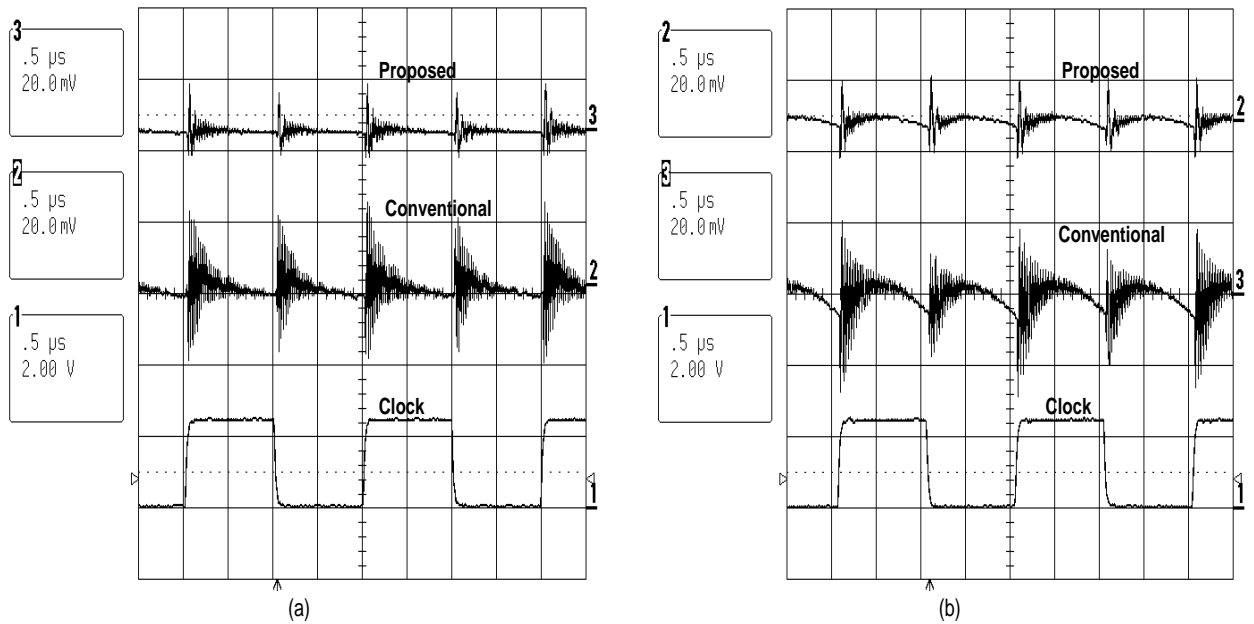 3
.5 µs
20.0mV
2
.5 µs
20.0mV
1
.5 µs
2.00 V
Proposed
3
Conventional
2
Clock
1
(a)
2
.5 µs
20.0mV
3
.5 µs
20.0mV
1
.5 µs
2.00 V
Proposed
2
Conventional
3
Clock
1
(b)